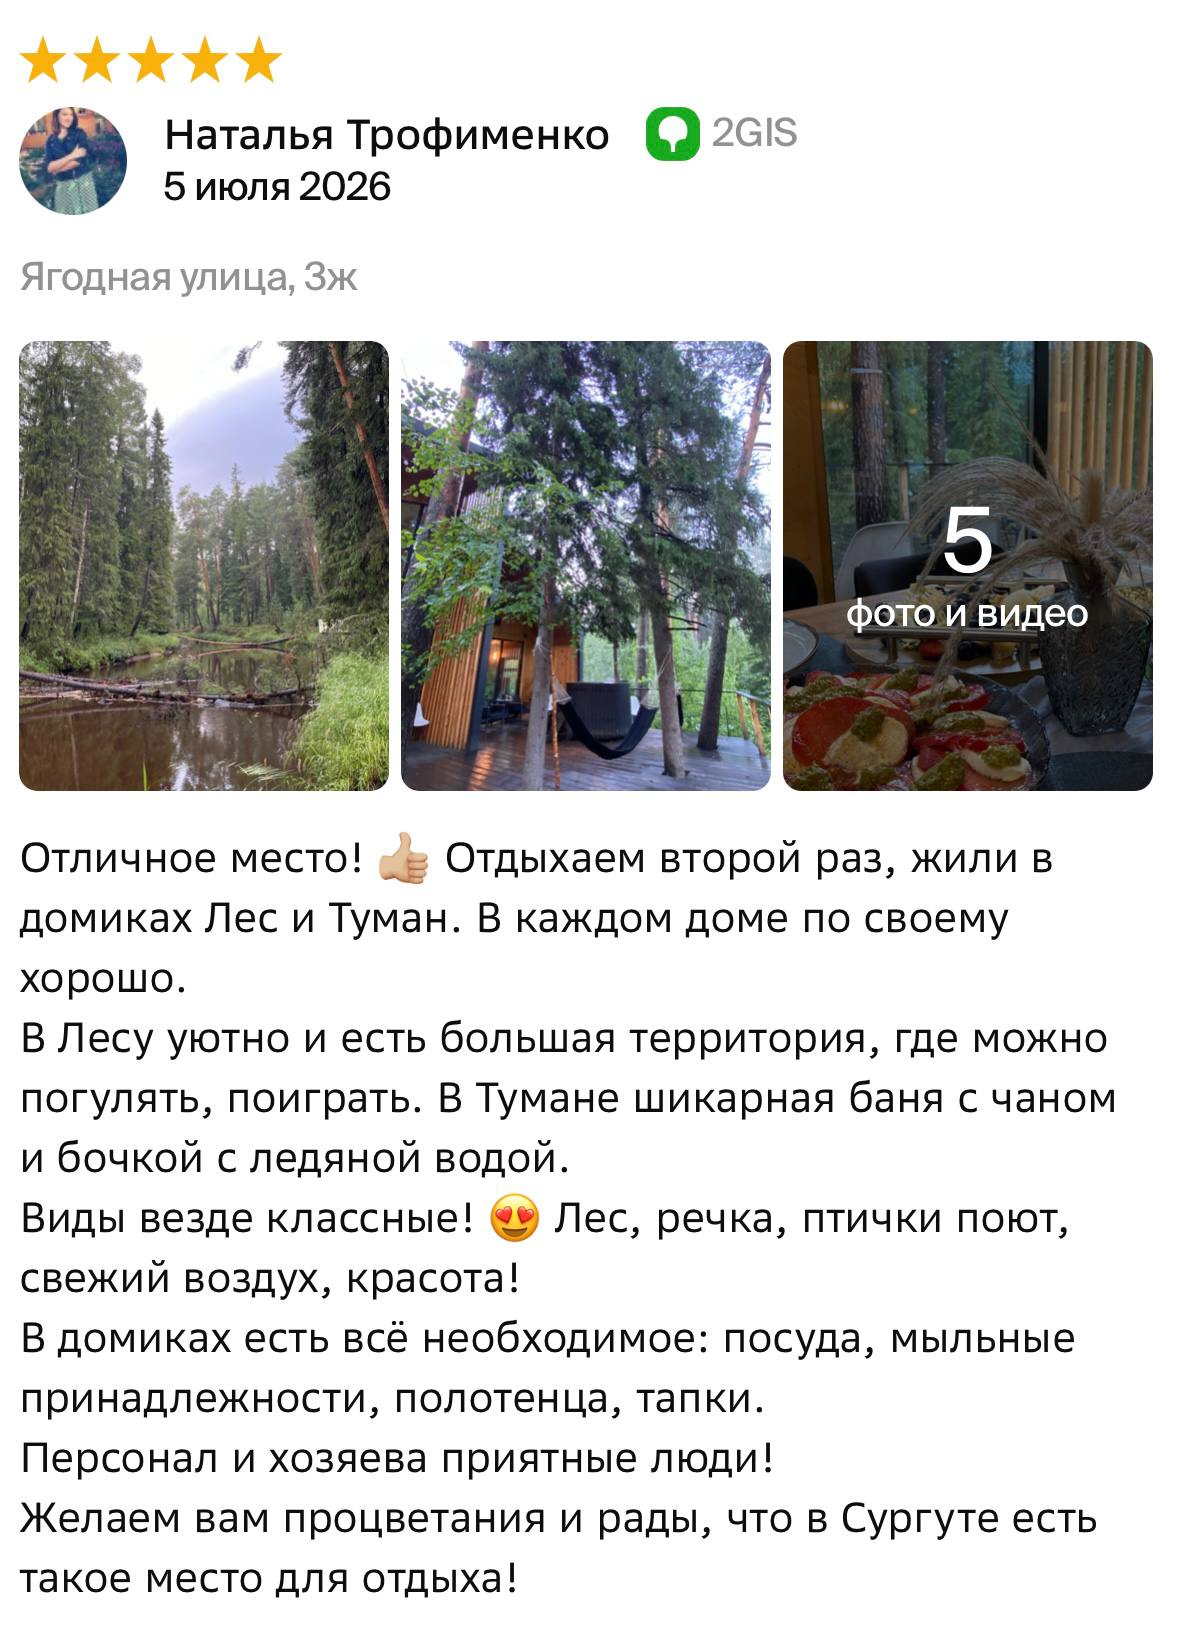 Наталья Трофименко
2GIS
5 июля 2026
Ягодная улица, 3ж
5
фото и видео
Отличное место! 👍🏼 Отдыхаем второй раз, жили в
домиках Лес и Туман. В каждом доме по своему
хорошо.
В Лесу уютно и есть большая территория, где можно
погулять, поиграть. В Тумане шикарная баня с чаном
и бочкой с ледяной водой.
Виды везде классные! 😍 Лес, речка, птички поют,
свежий воздух, красота!
В домиках есть всё необходимое: посуда, мыльные
принадлежности, полотенца, тапки.
Персонал и хозяева приятные люди!
Желаем вам процветания и рады, что в Сургуте есть
такое место для отдыха!